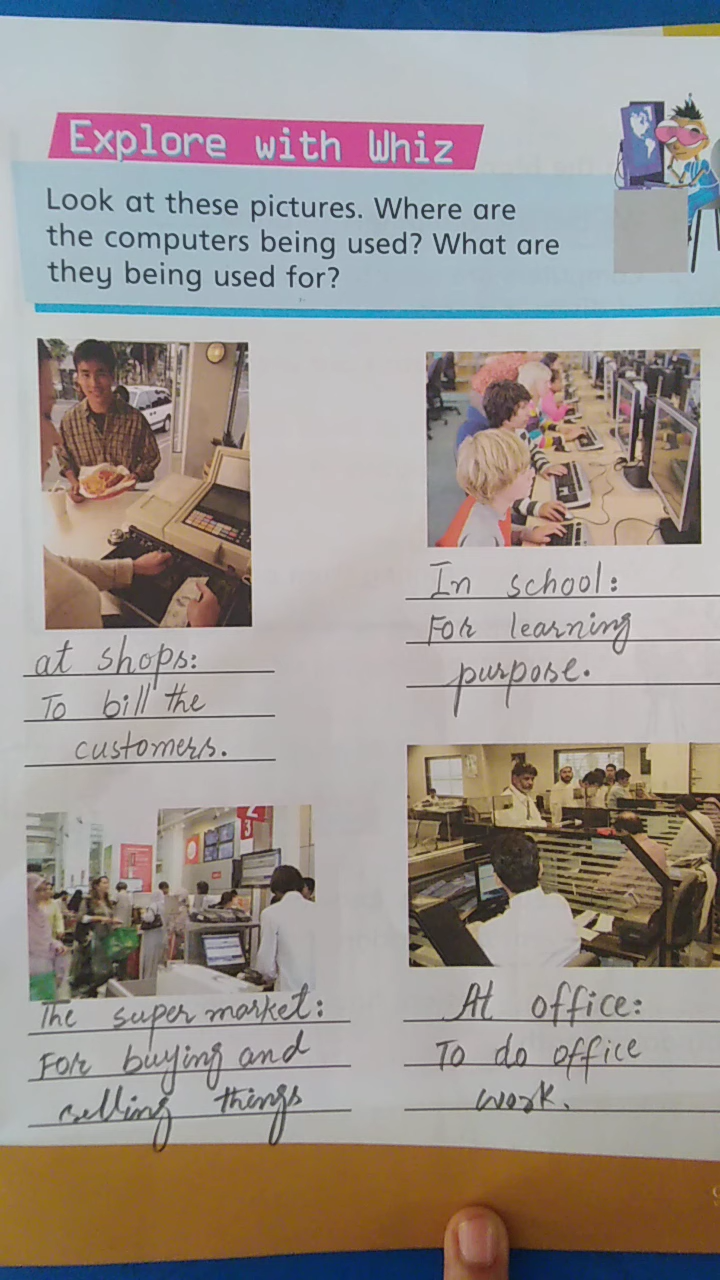 Explore with Whiz
Look at these pictures. Where are
the computers being used? What are
they being used for?
at shops:
To bill the
customers.
In school:
For learning
purpose.
The super market:
For buying and
selling things
At office:
To do office
work.